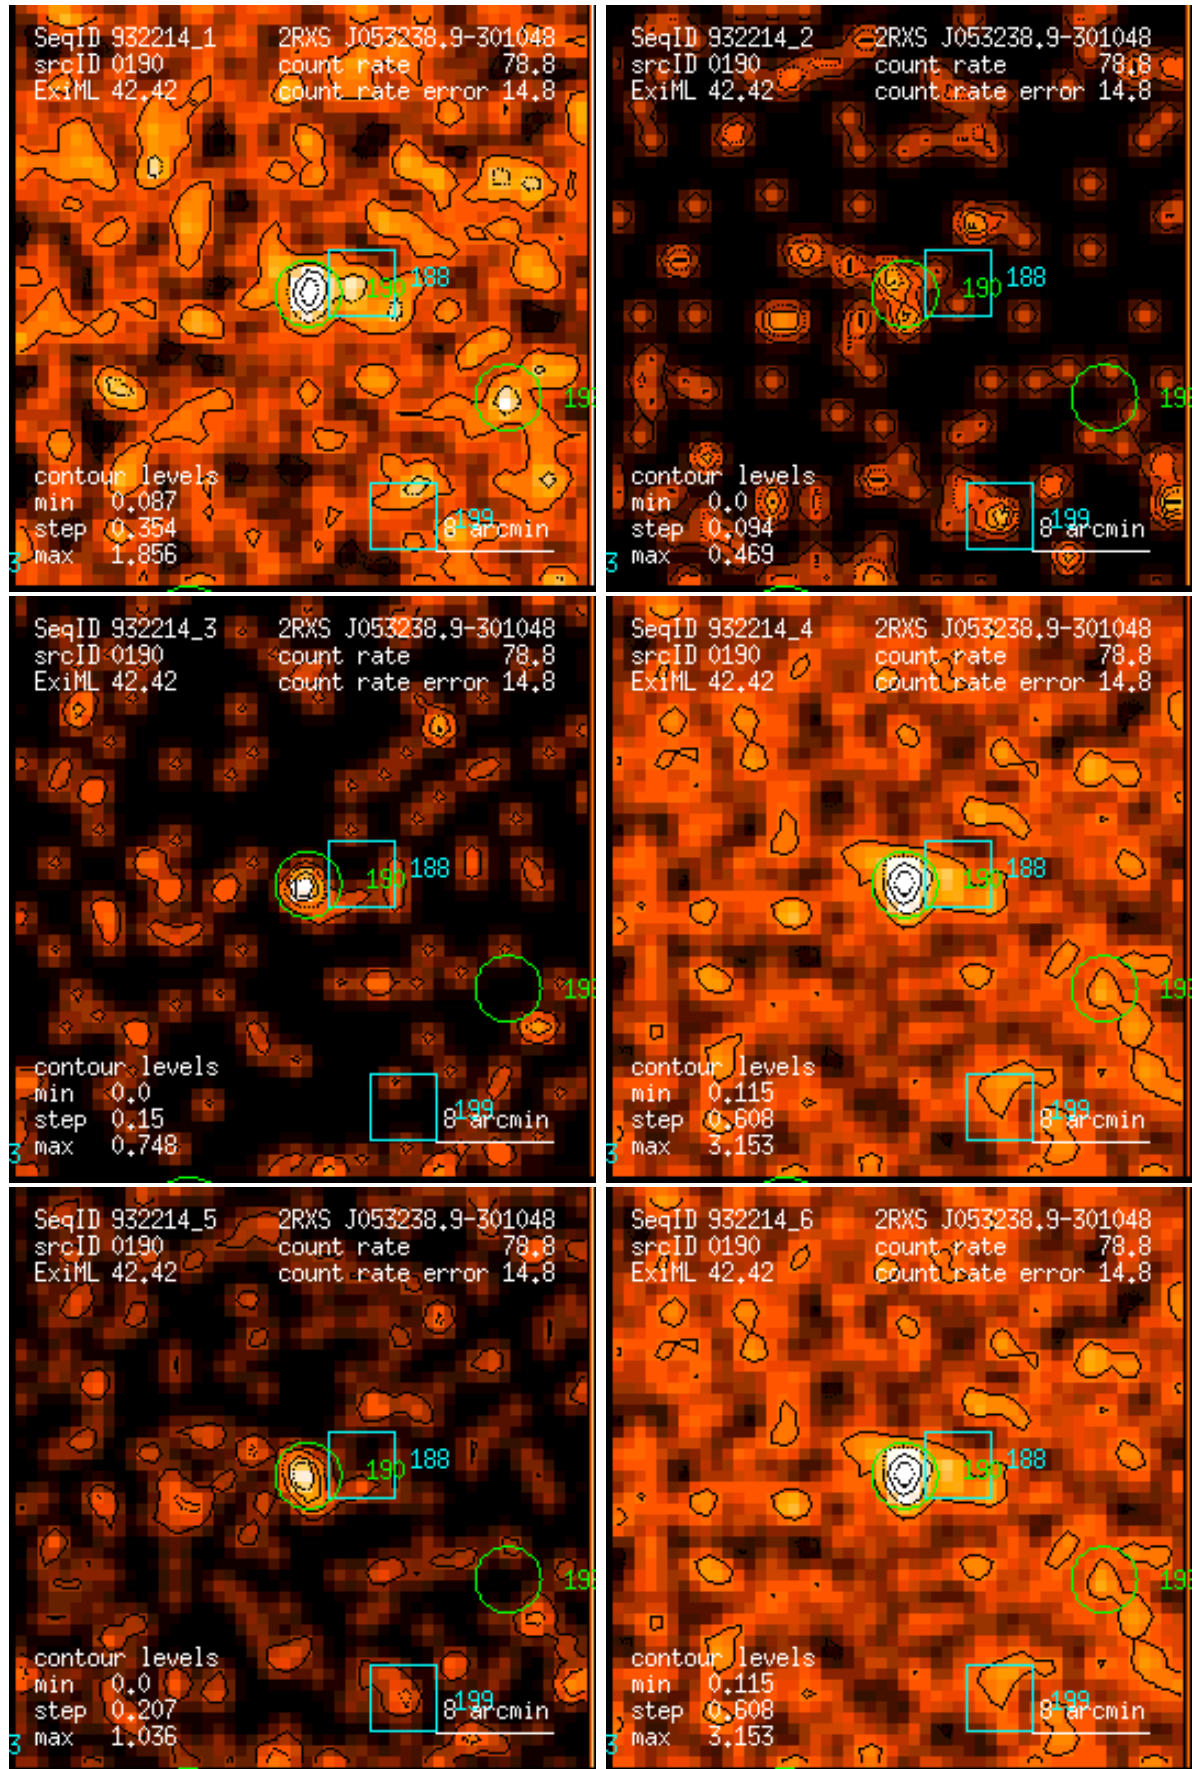 SeqID 932214_1 2RXS J053238.9-301048
srcID 0190 count rate 78.8
ExiML 42.42 count rate error 14.8
188
190
contour levels
min 0.087
step 0.354
199
8 arcmin
max 1.856
3
SeqID 932214_2 2RXS J053238.9-301048
srcID 0190 count rate 78.8
ExiML 42.42 count rate error 14.8
188
190
contour levels
min 0.0
step 0.094
199
8 arcmin
max 0.469
3
SeqID 932214_3 2RXS J053238.9-301048
srcID 0190 count rate 78.8
ExiML 42.42 count rate error 14.8
188
190
contour levels
min 0.0
step 0.15
199
8 arcmin
max 0.748
3
SeqID 932214_4 2RXS J053238.9-301048
srcID 0190 count rate 78.8
ExiML 42.42 count rate error 14.8
188
190
contour levels
min 0.115
step 0.608
199
8 arcmin
max 3.153
3
SeqID 932214_5 2RXS J053238.9-301048
srcID 0190 count rate 78.8
ExiML 42.42 count rate error 14.8
188
190
contour levels
min 0.0
step 0.207
199
8 arcmin
max 1.036
3
SeqID 932214_6 2RXS J053238.9-301048
srcID 0190 count rate 78.8
ExiML 42.42 count rate error 14.8
188
190
contour levels
min 0.115
step 0.608
199
8 arcmin
max 3.153
3